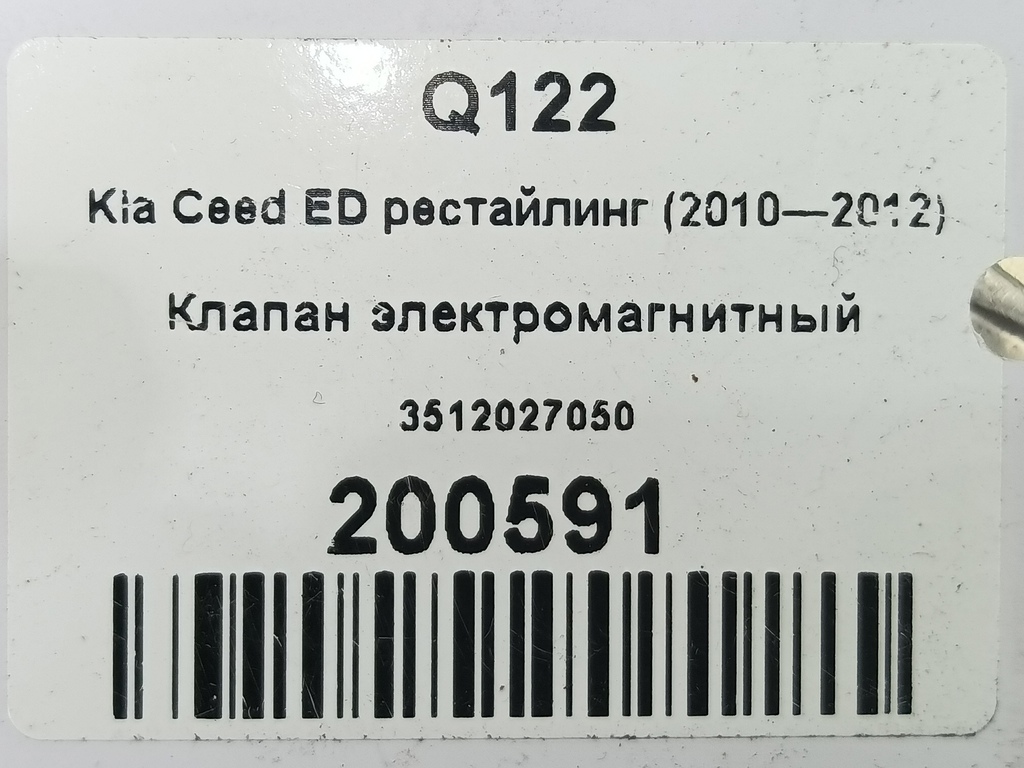 Q122
Kia Ceed ED рестайлинг (2010—2012)
Клапан электромагнитный
3512027050
200591